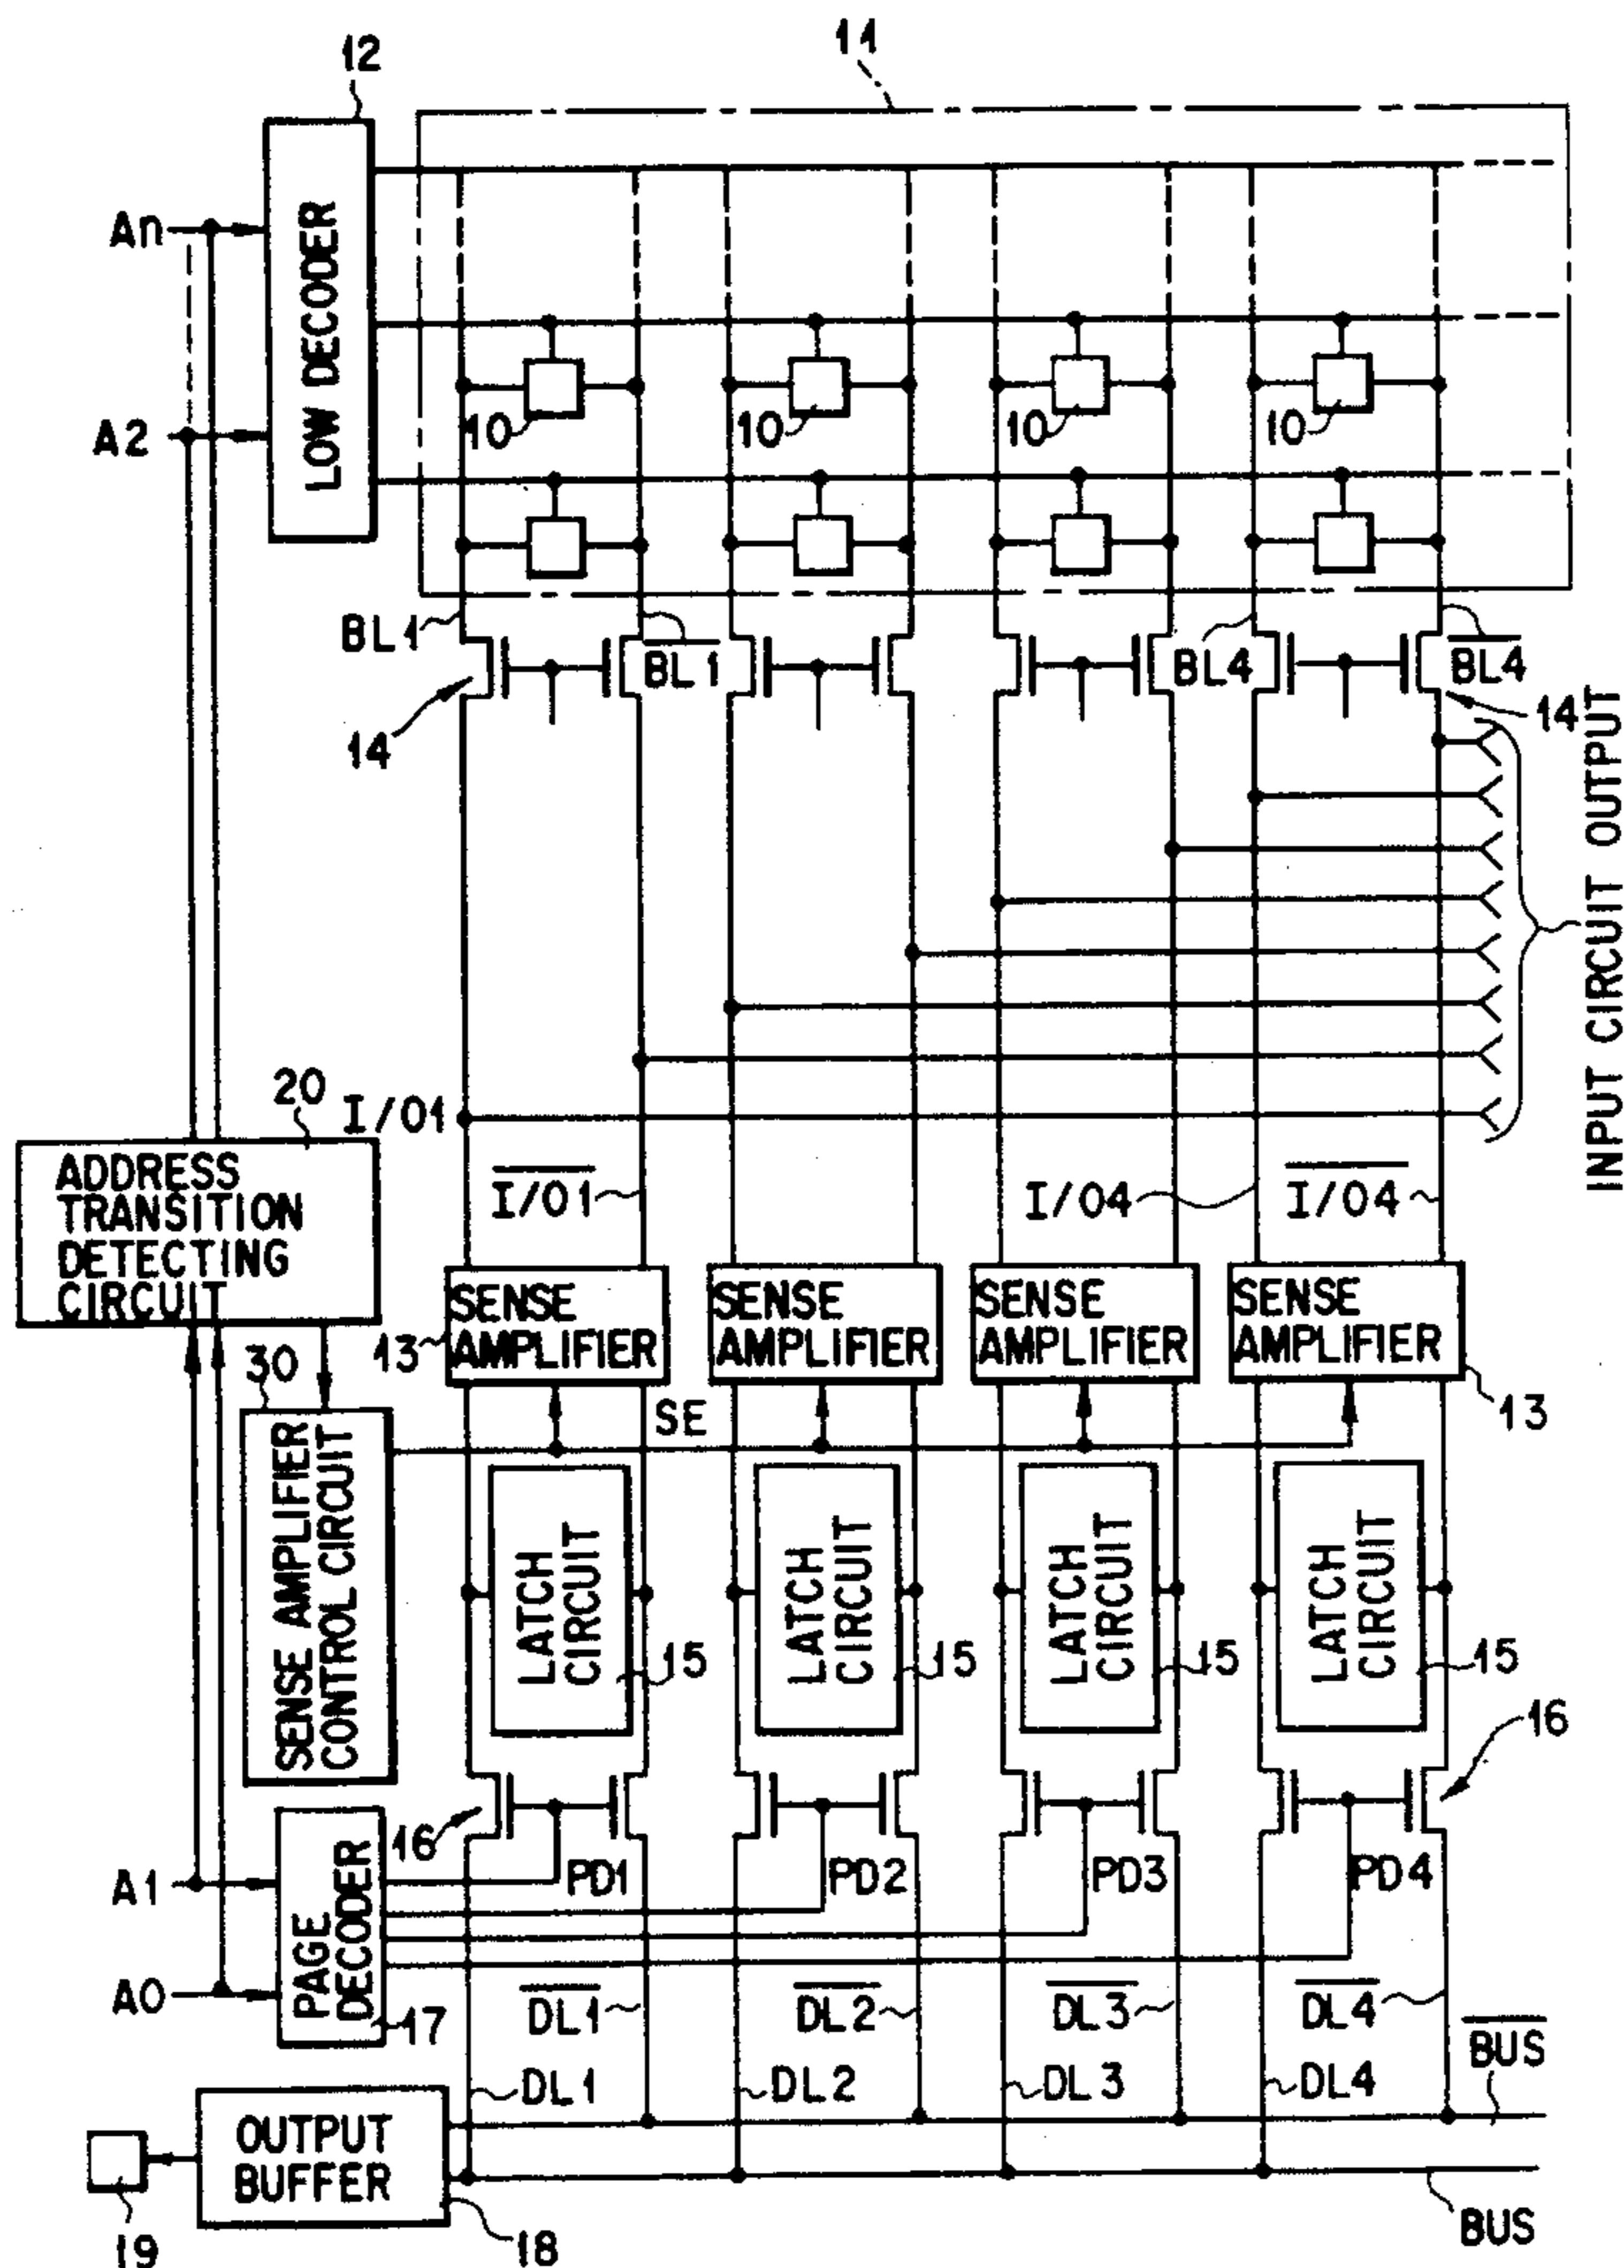 11
12
An
LOW DECODER
A2
10
10
10
10
BL1
BL1
BL4
BL4
14
14
INPUT CIRCUIT OUTPUT
20
I/O1
ADDRESS
TRANSITION
DETECTING
CIRCUIT
I/O1
I/O4
I/O4
SENSE
AMPLIFIER
SENSE
AMPLIFIER
SENSE
AMPLIFIER
SENSE
AMPLIFIER
13
13
30
SE
SENSE AMPLIFIER
CONTROL CIRCUIT
LATCH
CIRCUIT
LATCH
CIRCUIT
LATCH
CIRCUIT
LATCH
CIRCUIT
15
15
15
15
16
16
PD1
PD2
PD3
PD4
A1
PAGE
DECODER
A0
17
DL1
DL2
DL3
DL4
BUS
DL1
DL2
DL3
DL4
OUTPUT
BUFFER
19
18
BUS